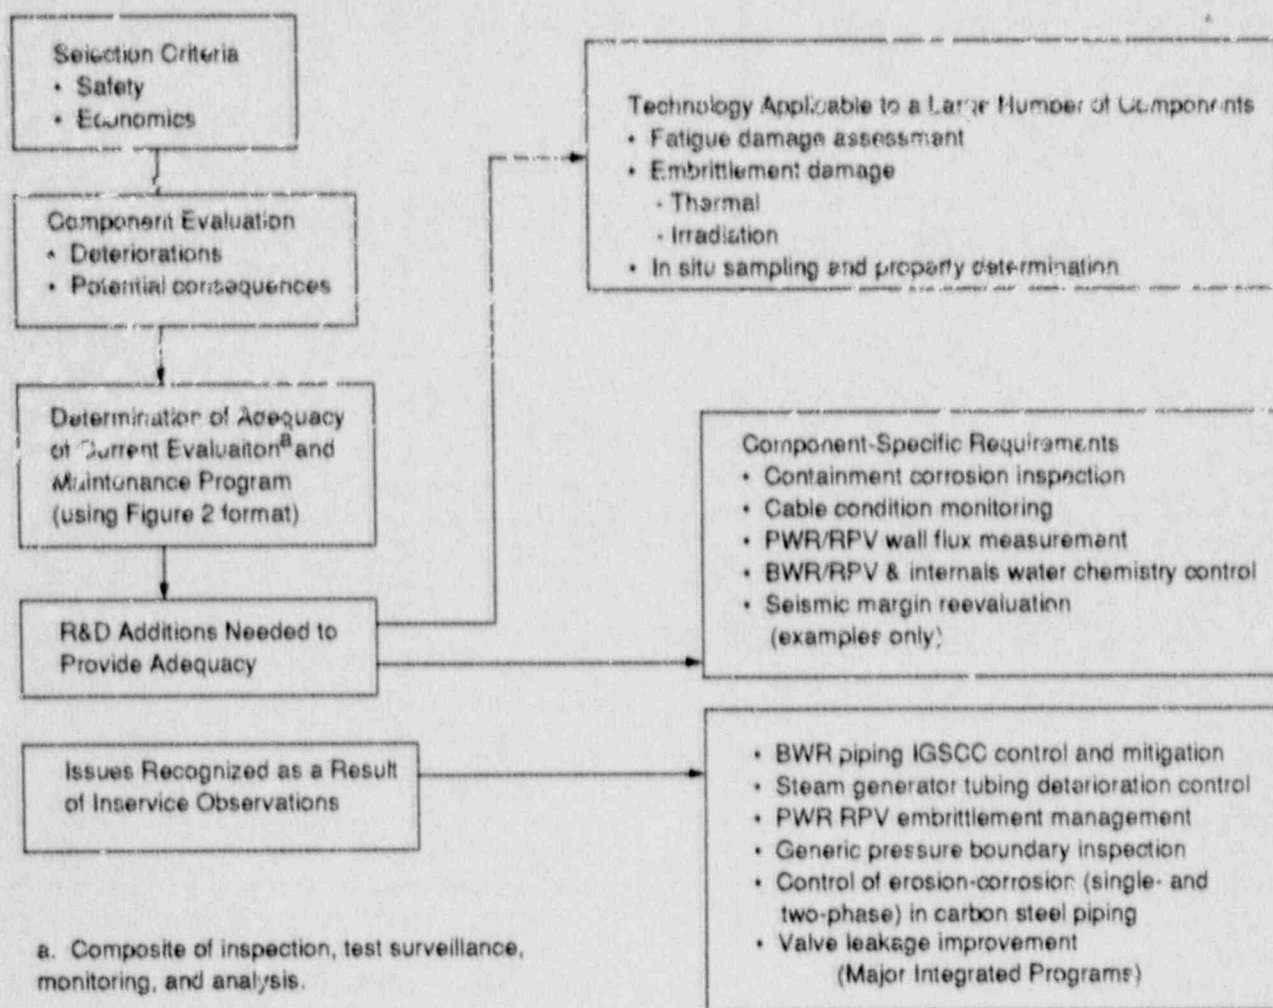 Selection Criteria
• Safety
• Economics
Component Evaluation
• Deteriorations
• Potential consequences
Determination of Adequacy
of Current Evaluaitonª and
Maintenance Program
(using Figure 2 format)
R&D Additions Needed to
Provide Adequacy
Issues Recognized as a Result
of Inservice Observations
a. Composite of inspection, test surveillance,
monitoring, and analysis.
Technology Applicable to a Large Number of Components
• Fatigue damage assessment
• Embrittlement damage
- Thermal
- Irradiation
• In situ sampling and property determination
Component-Specific Requirements
• Containment corrosion inspection
• Cable condition monitoring
• PWR/RPV wall flux measurement
• BWR/RPV & internals water chemistry control
• Seismic margin reevaluation
(examples only)
• BWR piping IGSCC control and mitigation
• Steam generator tubing deterioration control
• PWR RPV embrittlement management
• Generic pressure boundary inspection
• Control of erosion-corrosion (single- and
two-phase) in carbon steel piping
• Valve leakage improvement
(Major Integrated Programs)